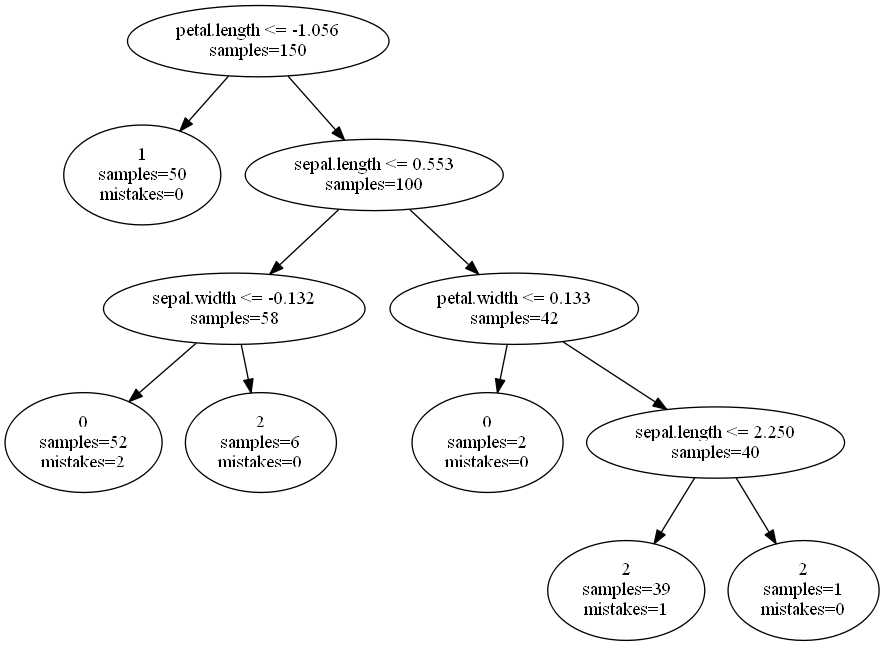 petal.length <= -1.056
samples=150
1
samples=50
mistakes=0
sepal.length <= 0.553
samples=100
sepal.width <= -0.132
samples=58
petal.width <= 0.133
samples=42
0
samples=52
mistakes=2
2
samples=6
mistakes=0
0
samples=2
mistakes=0
sepal.length <= 2.250
samples=40
2
samples=39
mistakes=1
2
samples=1
mistakes=0